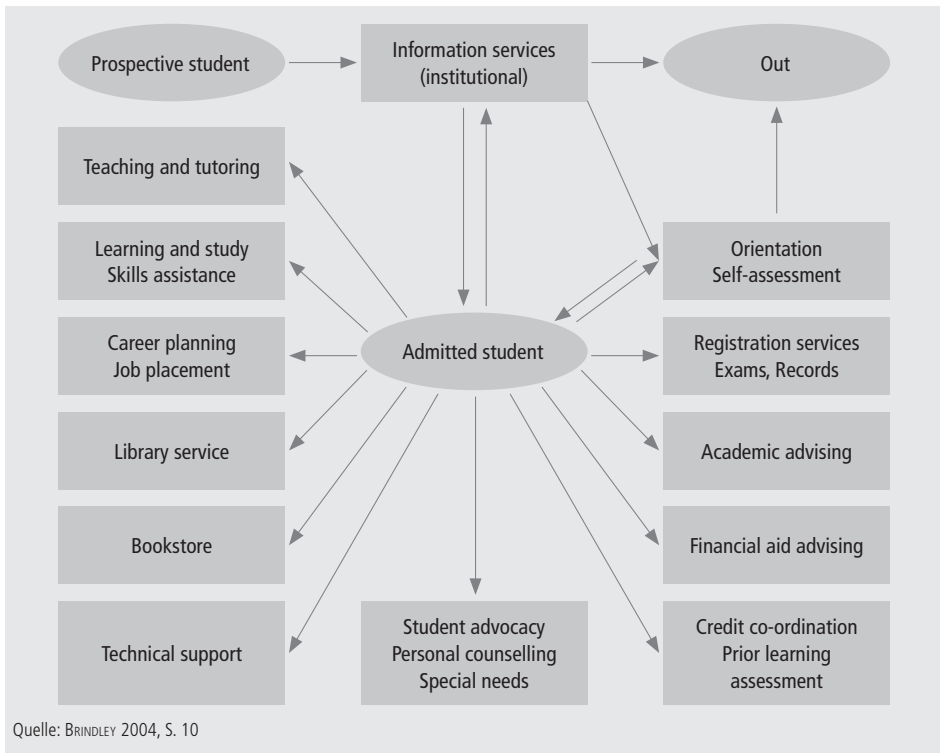 Prospective student
Information services
(institutional)
Out
Teaching and tutoring
Learning and study
Skills assistance
Orientation
Self-assessment
Career planning
Job placement
Admitted student
Registration services
Exams, Records
Library service
Academic advising
Bookstore
Financial aid advising
Technical support
Student advocacy
Personal counselling
Special needs
Credit co-ordination
Prior learning
assessment
Quelle: BRINDLEY 2004, S. 10